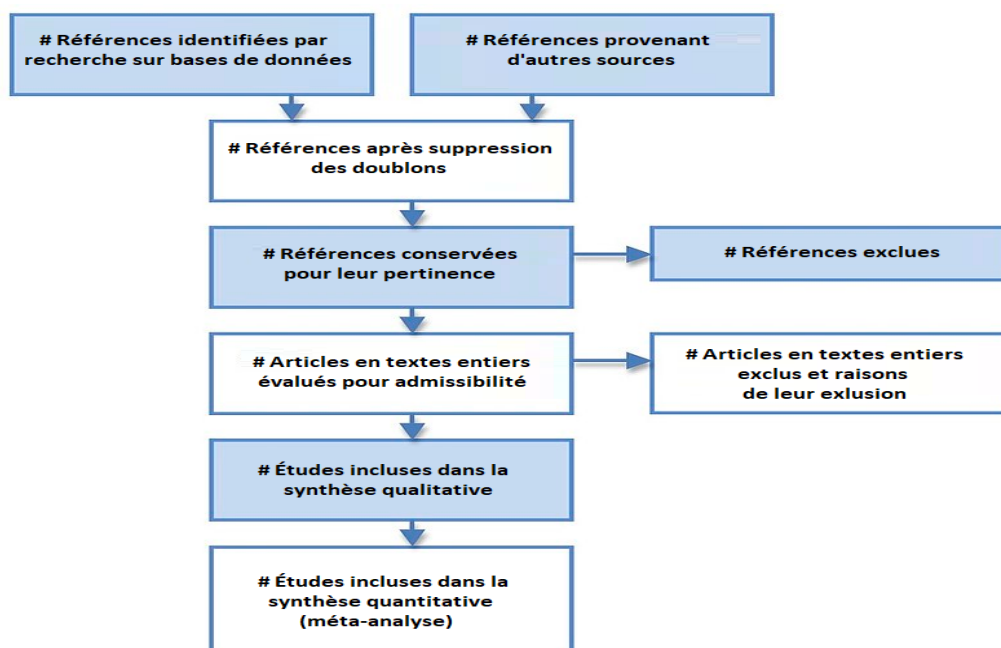 # Références identifiées par
recherche sur bases de données
# Références provenant
d'autres sources
# Références après suppression
des doublons
# Références conservées
pour leur pertinence
# Références exclues
# Articles en textes entiers
évalués pour admissibilité
# Articles en textes entiers
exclus et raisons
de leur exlusion
# Études incluses dans la
synthèse qualitative
# Études incluses dans la
synthèse quantitative
(méta-analyse)